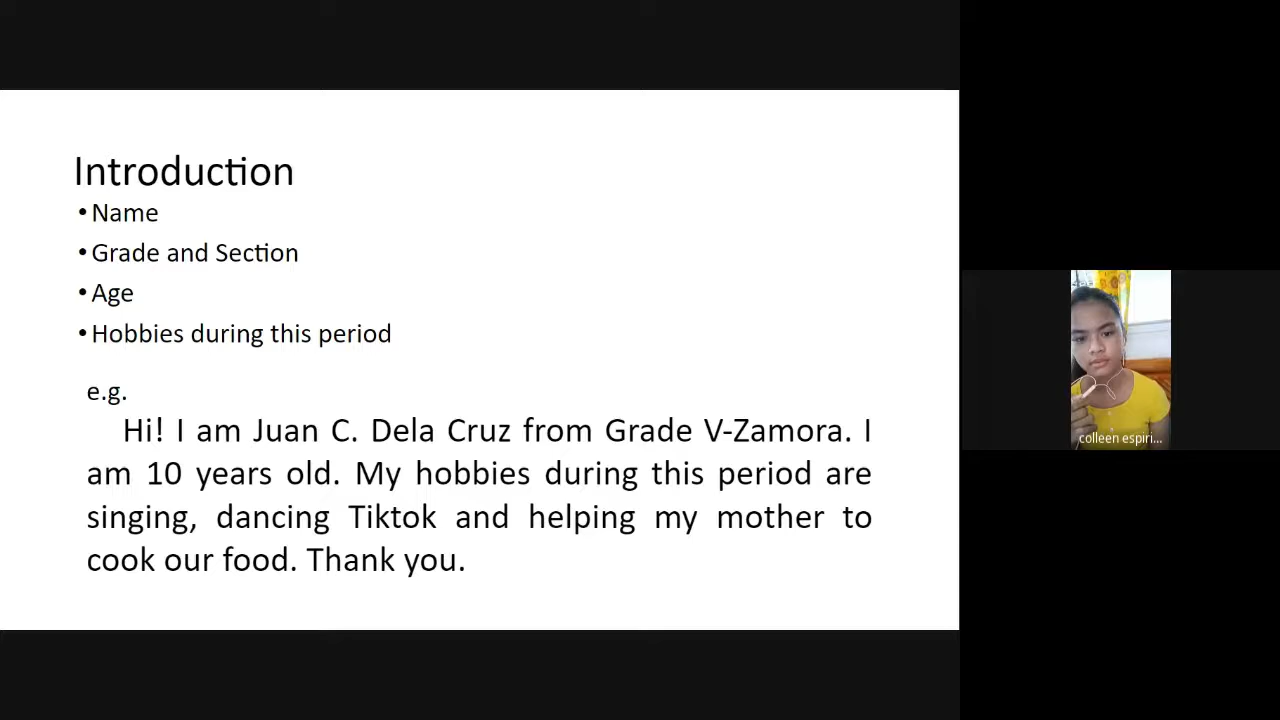 Introduction
•Name
•Grade and Section
•Age
•Hobbies during this period
e.g.
Hi! I am Juan C. Dela Cruz from Grade V-Zamora. I
am 10 years old. My hobbies during this period are
singing, dancing Tiktok and helping my mother to
cook our food. Thank you.
colleen espiri...